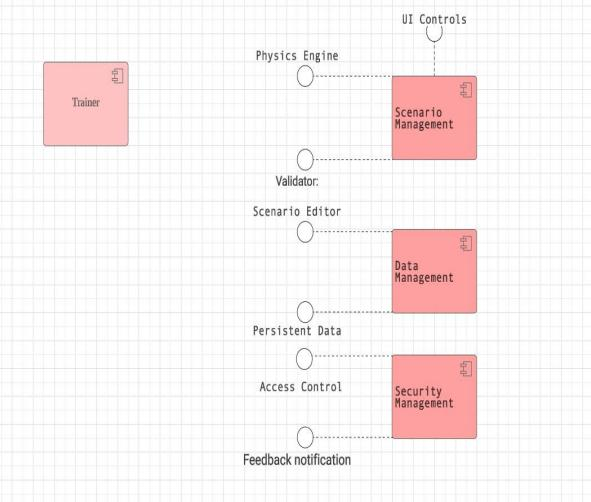 UI Controls
Physics Engine
Trainer
Scenario
Management
Validator:
Scenario Editor
Data
Management
Persistent Data
Access Control
Security
Management
Feedback notification